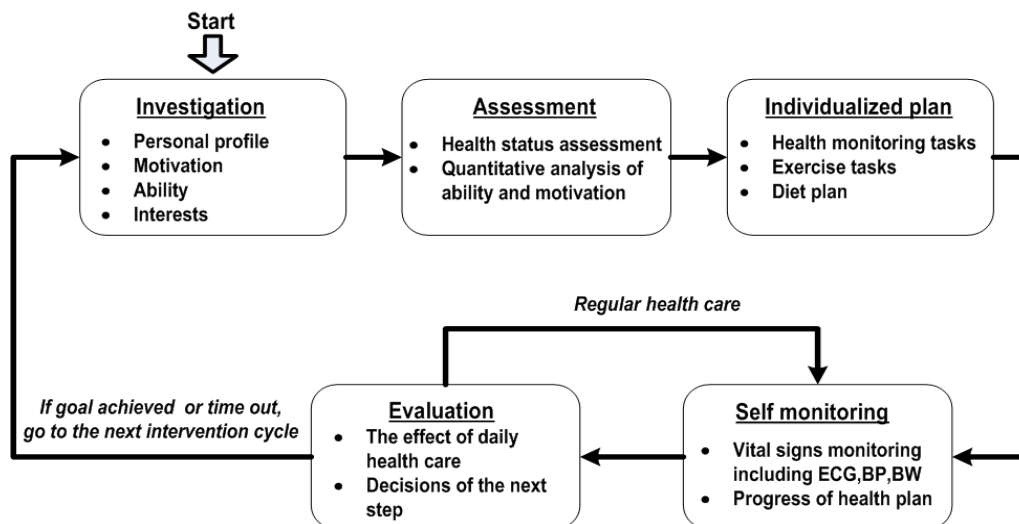 Start
Investigation
• Personal profile
• Motivation
• Ability
• Interests
Assessment
• Health status assessment
• Quantitative analysis of
ability and motivation
Individualized plan
• Health monitoring tasks
• Exercise tasks
• Diet plan
Regular health care
If goal achieved or time out,
go to the next intervention cycle
Evaluation
• The effect of daily
health care
• Decisions of the next
step
Self monitoring
• Vital signs monitoring
including ECG,BP,BW
• Progress of health plan